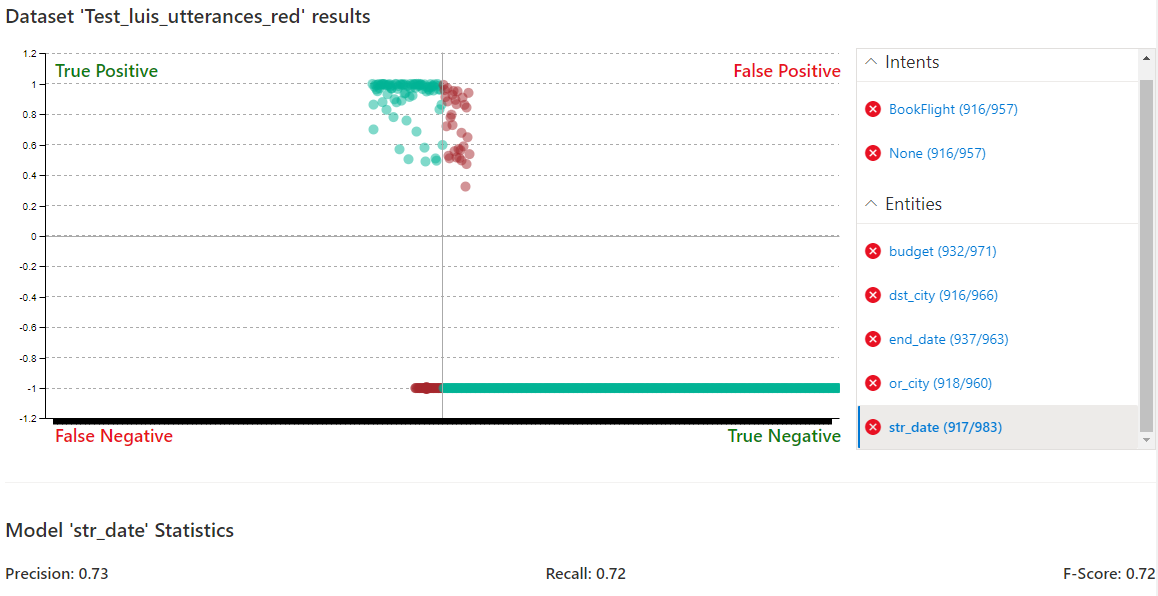 Dataset 'Test_luis_utterances_red' results
1.2
1
0.8
0.6
0.4
0.2
0
-0.2
-0.4
-0.6
-0.8
-1
-1.2
True Positive
False Positive
False Negative
True Negative
Intents
BookFlight (916/957)
None (916/957)
Entities
budget (932/971)
dst_city (916/966)
end_date (937/963)
or_city (918/960)
str_date (917/983)
Model 'str_date' Statistics
Precision: 0.73
Recall: 0.72
F-Score: 0.72